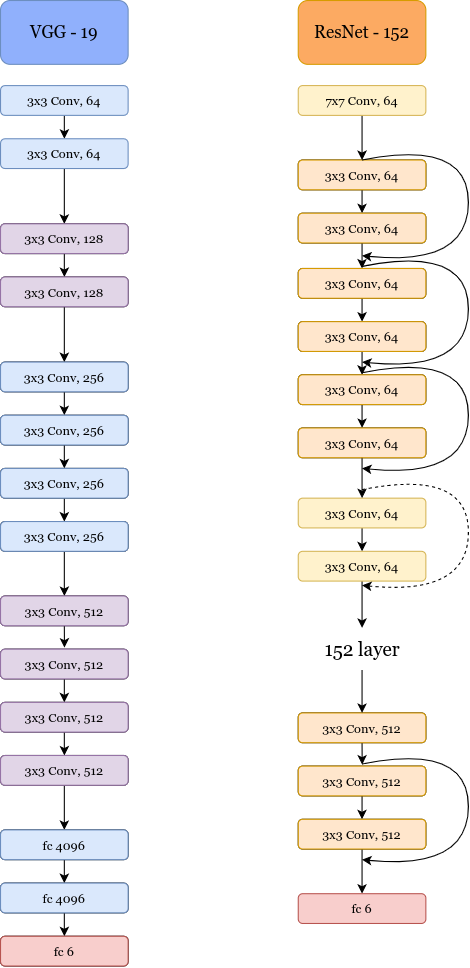 VGG - 19
3x3 Conv, 64
3x3 Conv, 64
3x3 Conv, 128
3x3 Conv, 128
3x3 Conv, 256
3x3 Conv, 256
3x3 Conv, 256
3x3 Conv, 256
3x3 Conv, 512
3x3 Conv, 512
3x3 Conv, 512
3x3 Conv, 512
fc 4096
fc 4096
fc 6
ResNet - 152
7x7 Conv, 64
3x3 Conv, 64
3x3 Conv, 64
3x3 Conv, 64
3x3 Conv, 64
3x3 Conv, 64
3x3 Conv, 64
3x3 Conv, 64
3x3 Conv, 64
152 layer
3x3 Conv, 512
3x3 Conv, 512
3x3 Conv, 512
fc 6